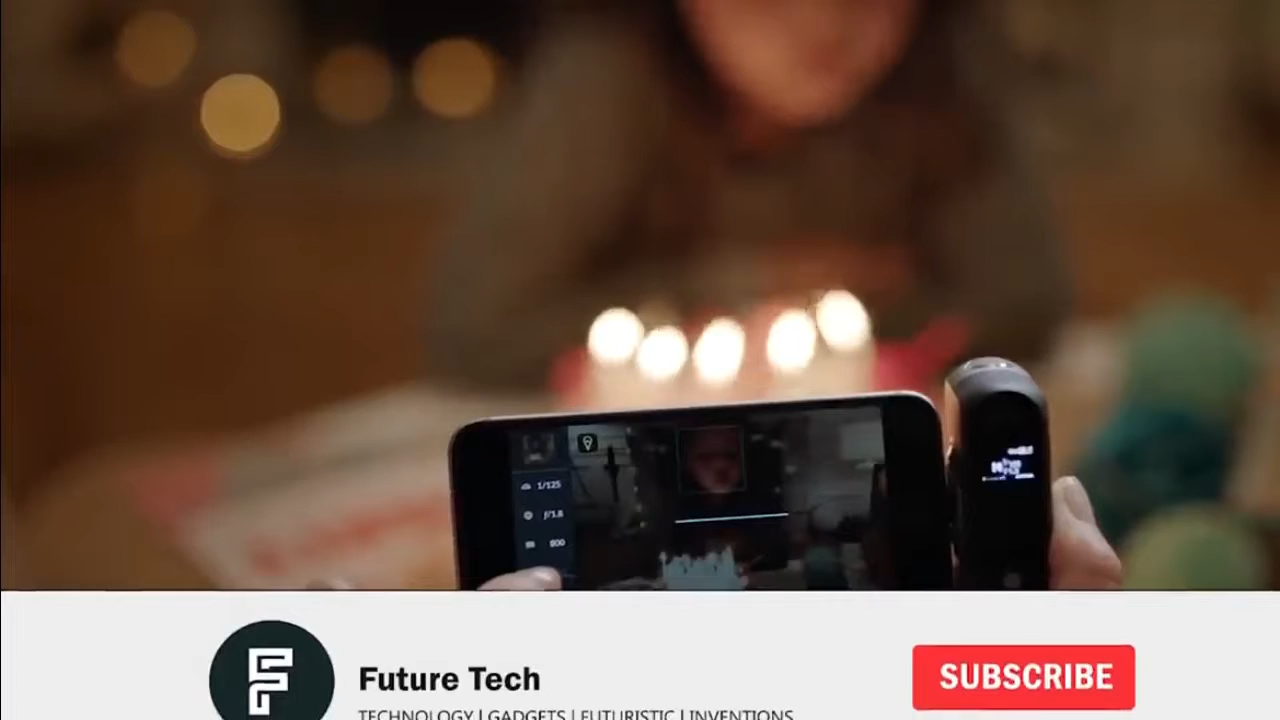 1/125
f/1.8
800
Future Tech
SUBSCRIBE
TECHNOLOGY | GADGETS | FUTURISTIC | INVENTIONS